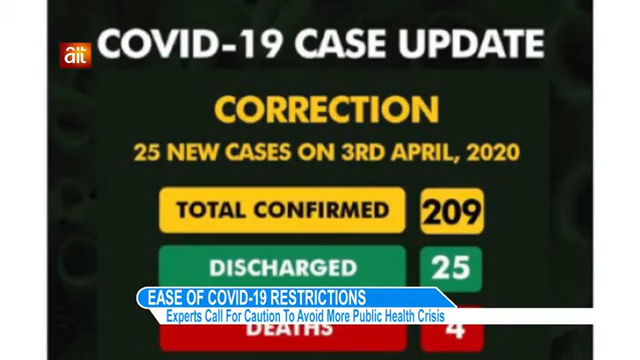 ait
COVID-19 CASE UPDATE
CORRECTION
25 NEW CASES ON 3RD APRIL, 2020
TOTAL CONFIRMED 209
DISCHARGED 25
EASE OF COVID-19 RESTRICTIONS
Experts Call For Caution To Avoid More Public Health Crisis
DEATHS 4